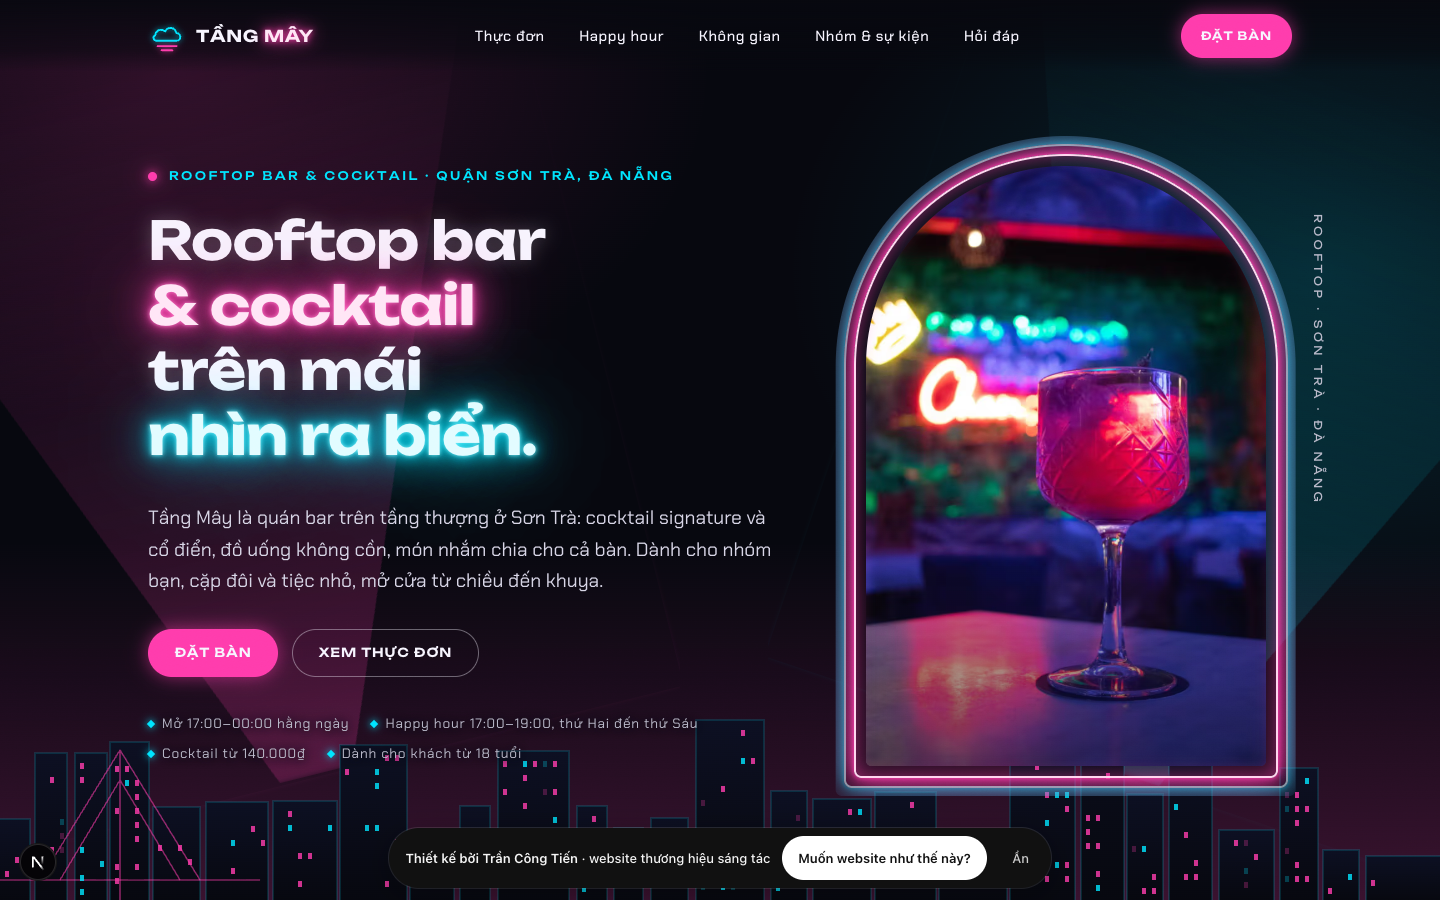 TẦNG MÂY
Thực đơn
Happy hour
Không gian
Nhóm & sự kiện
Hỏi đáp
ĐẶT BÀN
ROOFTOP BAR & COCKTAIL · QUẬN SƠN TRÀ, ĐÀ NẴNG
Rooftop bar
& cocktail
trên mái
nhìn ra biển.
Tầng Mây là quán bar trên tầng thượng ở Sơn Trà: cocktail signature và
cổ điển, đồ uống không cồn, món nhắm chia cho cả bàn. Dành cho nhóm
bạn, cặp đôi và tiệc nhỏ, mở cửa từ chiều đến khuya.
ĐẶT BÀN
XEM THỰC ĐƠN
Mở 17:00–00:00 hằng ngày
Happy hour 17:00–19:00, thứ Hai đến thứ Sáu
Cocktail từ 140.000₫
Dành cho khách từ 18 tuổi
ROOFTOP · SƠN TRÀ · ĐÀ NẴNG
N
Thiết kế bởi Trần Công Tiến · website thương hiệu sáng tác
Muốn website như thế này?
Ẩn